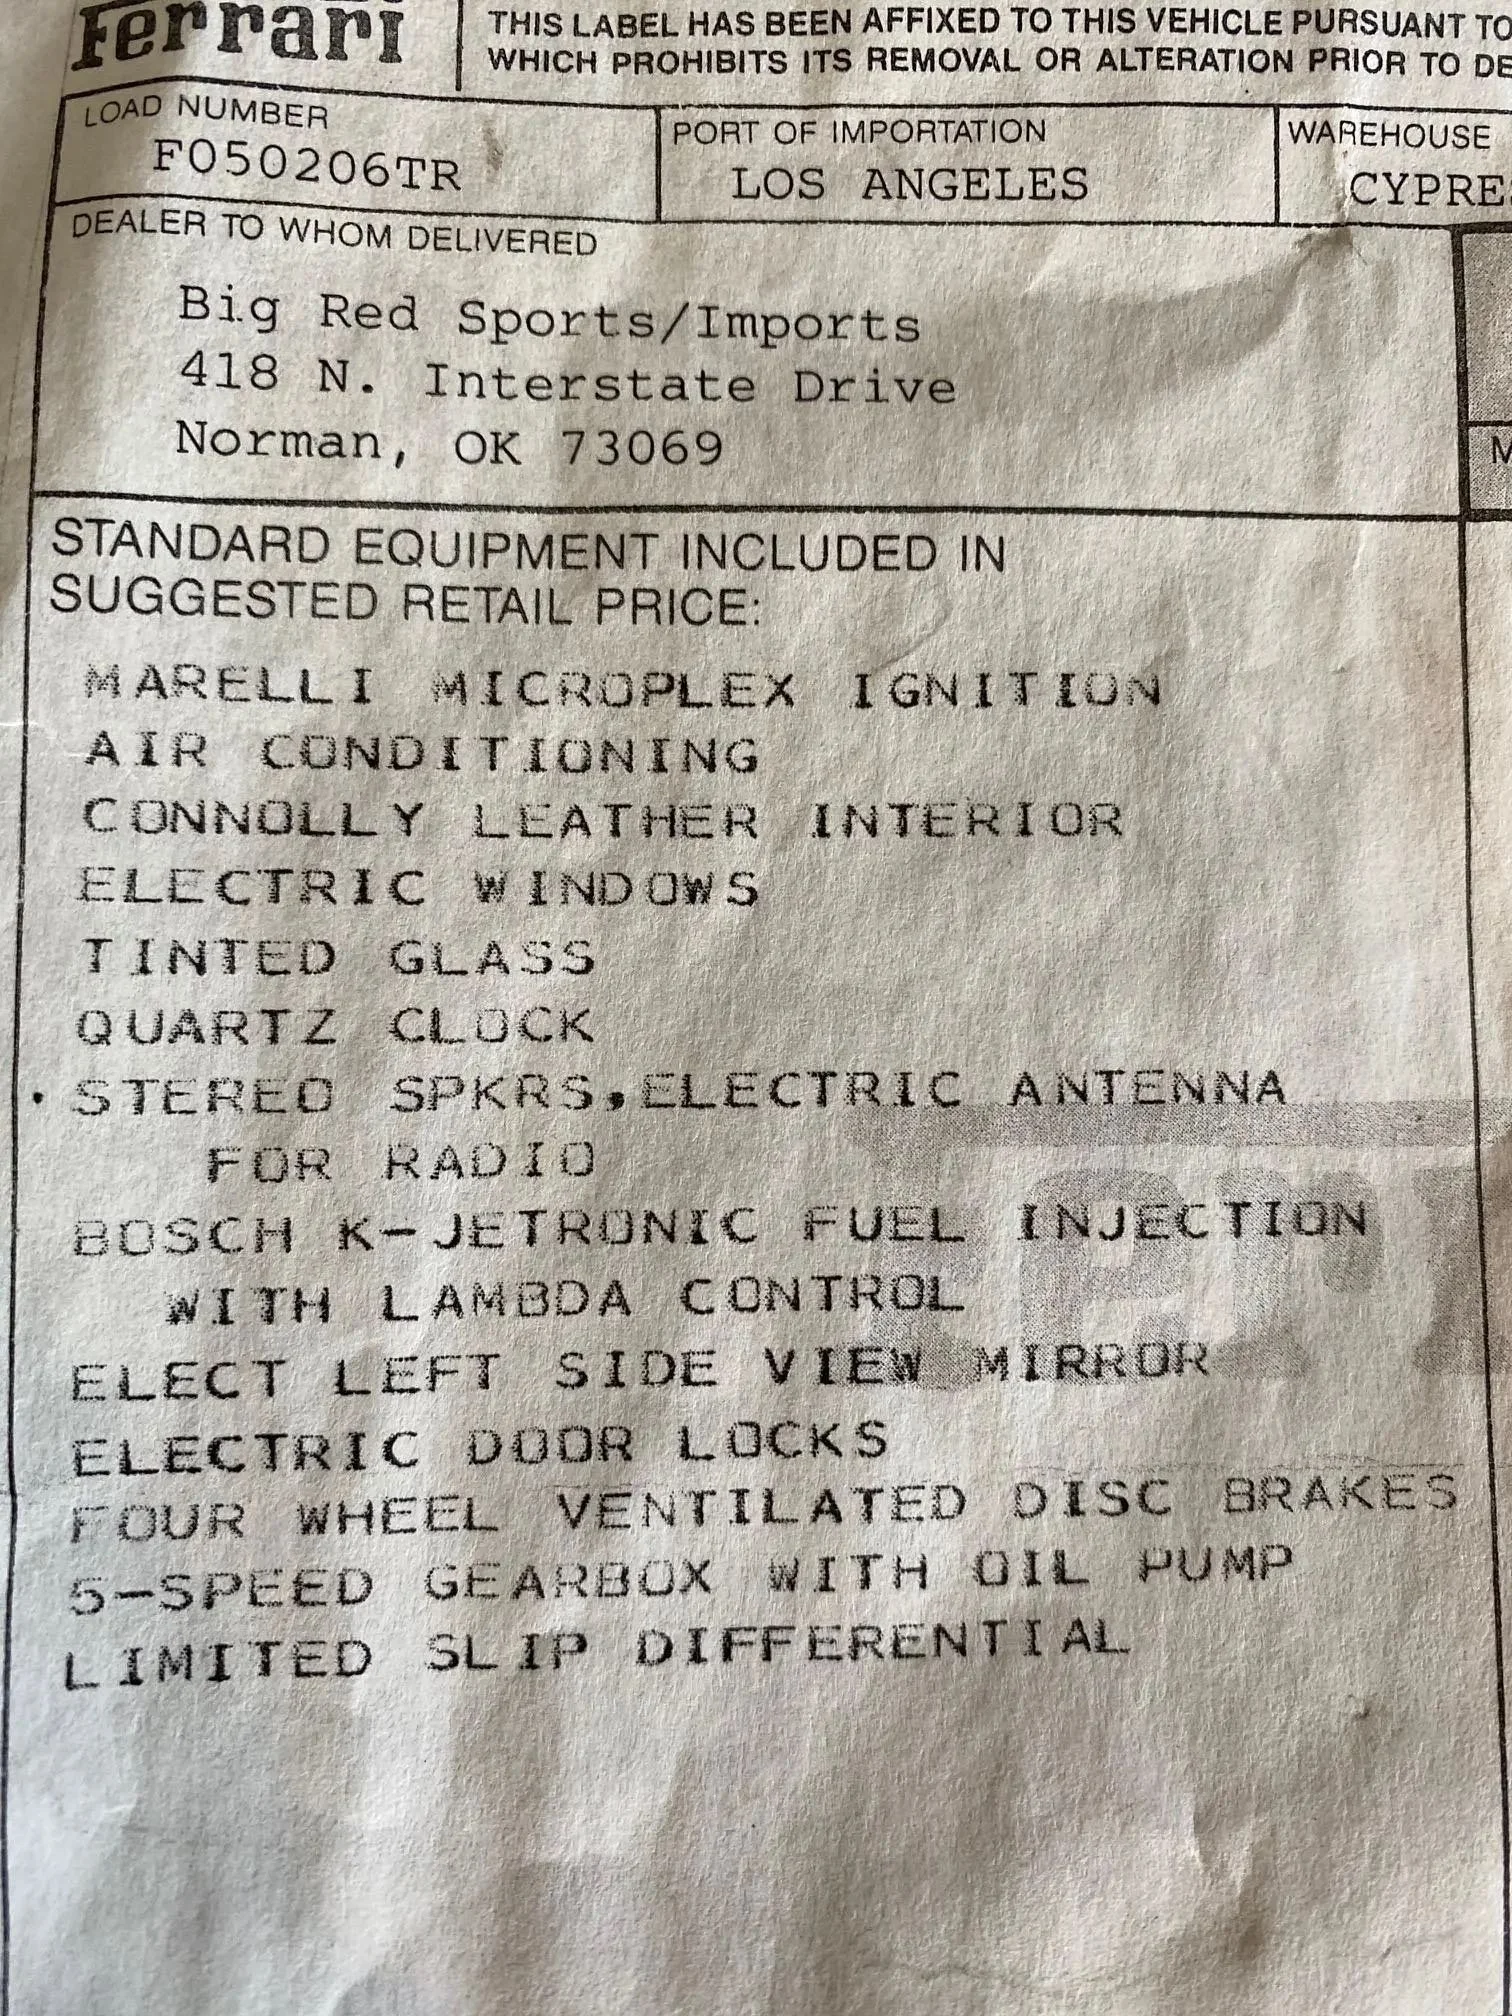 Ferrari
THIS LABEL HAS BEEN AFFIXED TO THIS VEHICLE PURSUANT TO
WHICH PROHIBITS ITS REMOVAL OR ALTERATION PRIOR TO DE
LOAD NUMBER
F050206TR
PORT OF IMPORTATION
LOS ANGELES
WAREHOUSE
CYPRES
DEALER TO WHOM DELIVERED
Big Red Sports/Imports
418 N. Interstate Drive
Norman, OK 73069
M
STANDARD EQUIPMENT INCLUDED IN
SUGGESTED RETAIL PRICE:
MARELLI MICROPLEX IGNITION
AIR CONDITIONING
CONNOLLY LEATHER INTERIOR
ELECTRIC WINDOWS
TINTED GLASS
QUARTZ CLOCK
STEREO SPKRS,ELECTRIC ANTENNA
FOR RADIO
BOSCH K-JETRONIC FUEL INJECTION
WITH LAMBDA CONTROL
ELECT LEFT SIDE VIEW MIRROR
ELECTRIC DOOR LOCKS
FOUR WHEEL VENTILATED DISC BRAKES
5-SPEED GEARBOX WITH OIL PUMP
LIMITED SLIP DIFFERENTIAL